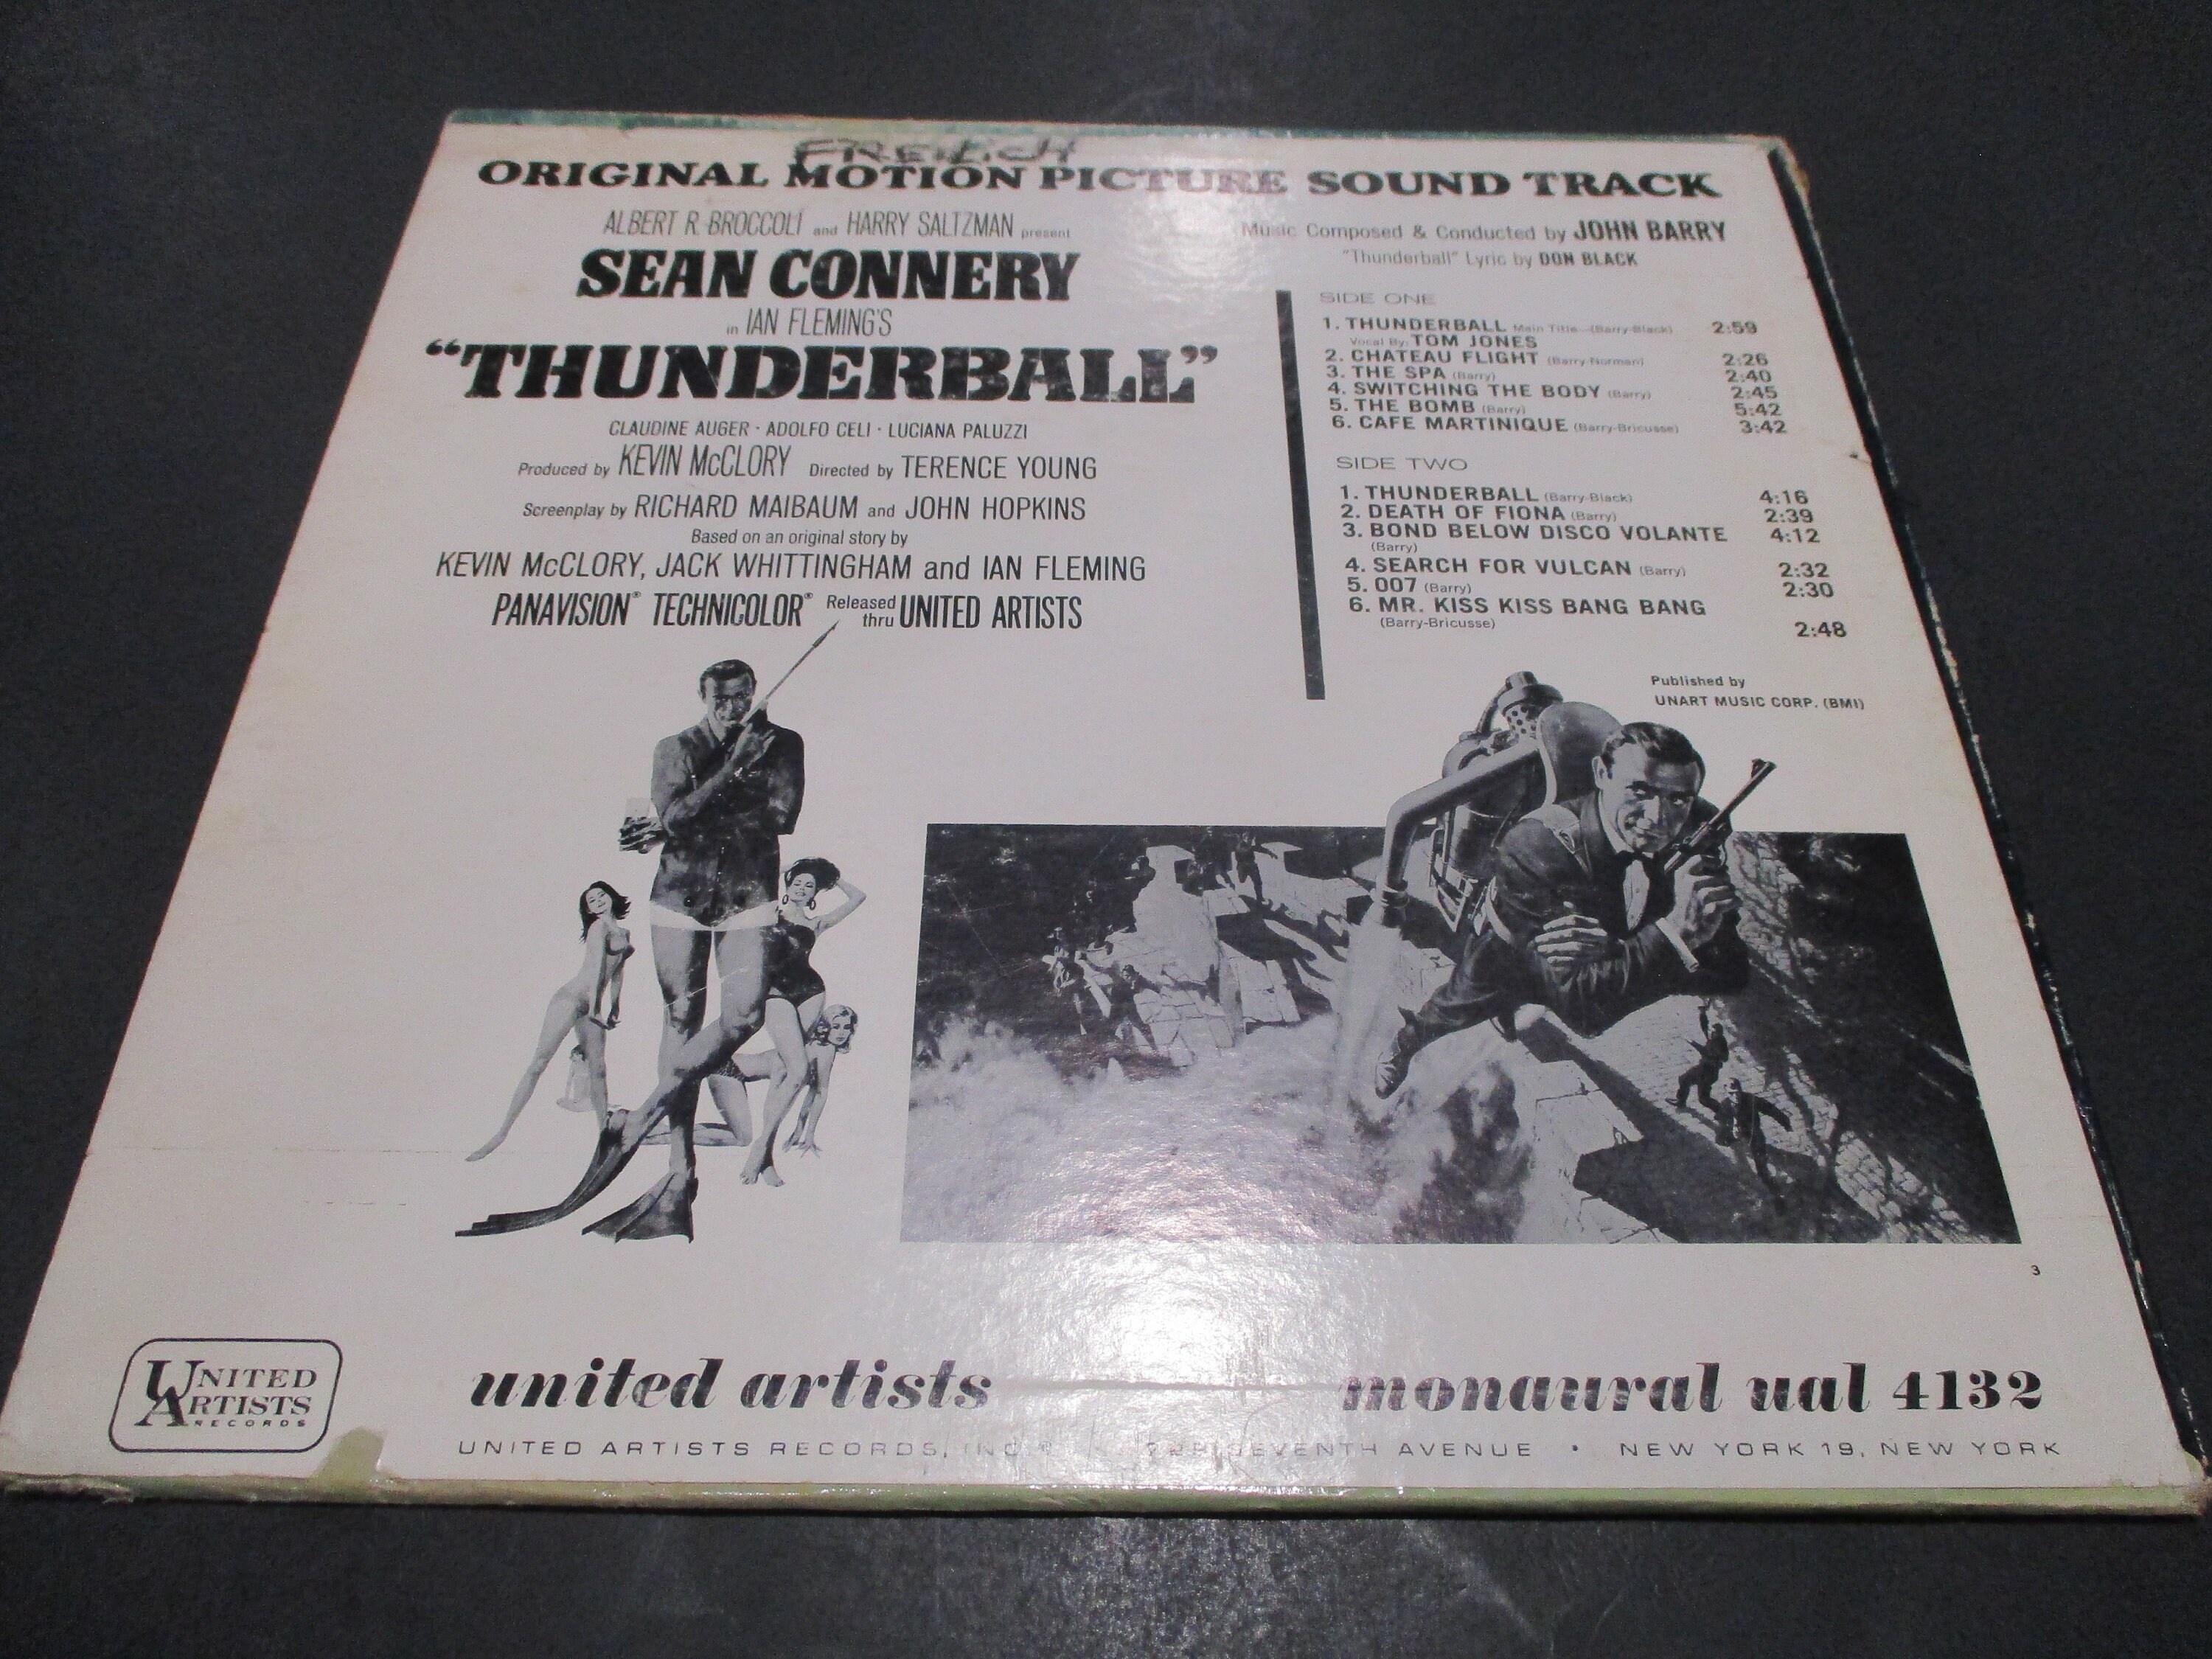 ORIGINAL MOTION PICTURE SOUND TRACK
ALBERT R. BROCCOLI and HARRY SALTZMAN present
SEAN CONNERY
in IAN FLEMING'S
“THUNDERBALL”
CLAUDINE AUGER · ADOLFO CELI · LUCIANA PALUZZI
Produced by KEVIN McCLORY Directed by TERENCE YOUNG
Screenplay by RICHARD MAIBAUM and JOHN HOPKINS
Based on an original story by
KEVIN McCLORY, JACK WHITTINGHAM and IAN FLEMING
PANAVISION® TECHNICOLOR® Released thru UNITED ARTISTS
Music Composed & Conducted by JOHN BARRY
"Thunderball" Lyric by DON BLACK
SIDE ONE
1. THUNDERBALL Main Title—(Barry-Black) 2:59
Vocal By: TOM JONES
2. CHATEAU FLIGHT (Barry-Norman) 2:26
3. THE SPA (Barry) 2:40
4. SWITCHING THE BODY (Barry) 2:45
5. THE BOMB (Barry) 5:42
6. CAFE MARTINIQUE (Barry-Bricusse) 3:42
SIDE TWO
1. THUNDERBALL (Barry-Black) 4:16
2. DEATH OF FIONA (Barry) 2:39
3. BOND BELOW DISCO VOLANTE 4:12
(Barry)
4. SEARCH FOR VULCAN (Barry) 2:32
5. 007 (Barry) 2:30
6. MR. KISS KISS BANG BANG
(Barry-Bricusse) 2:48
Published by
UNART MUSIC CORP. (BMI)
3
UNITED
ARTISTS
RECORDS
united artists monaural ual 4132
UNITED ARTISTS RECORDS, INC. SEVENTH AVENUE • NEW YORK 19, NEW YORK